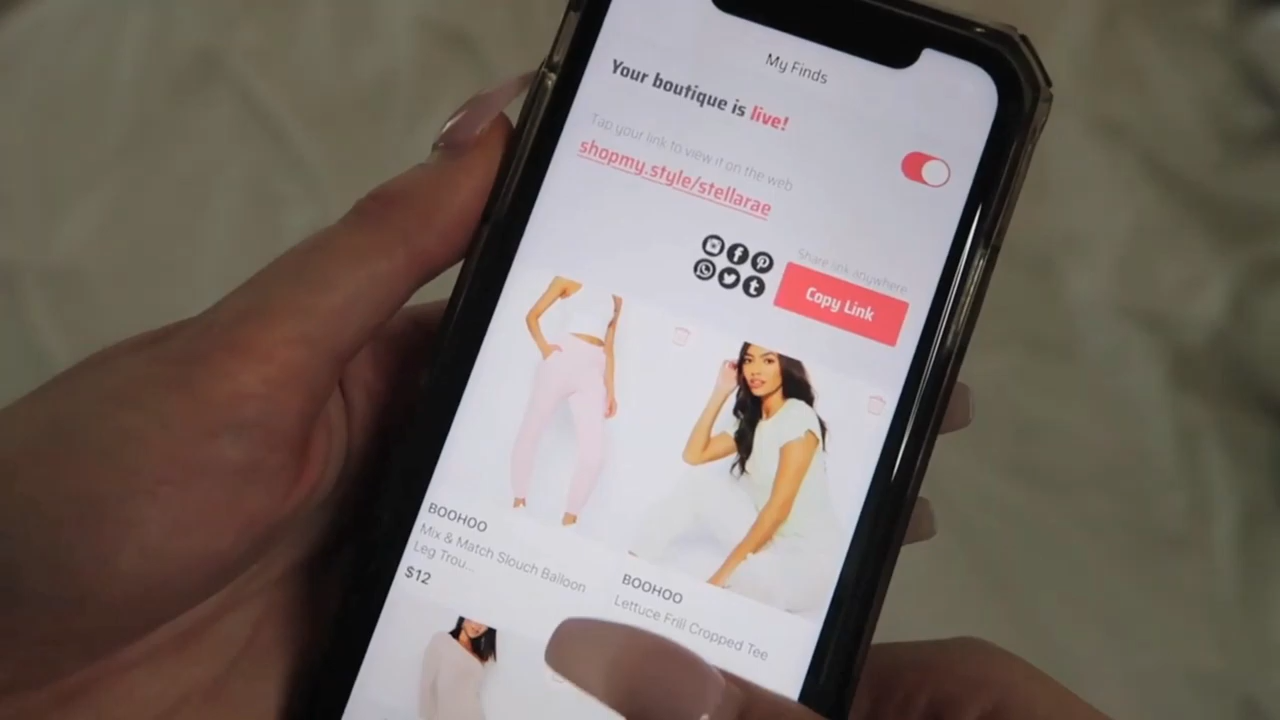 My Finds
Your boutique is live!
Tap your link to view it on the web
shopmy.style/stellarae
Share link anywhere
Copy Link
BOOHOO
Mix & Match Slouch Balloon
Leg Trou...
$12
BOOHOO
Lettuce Frill Cropped Tee